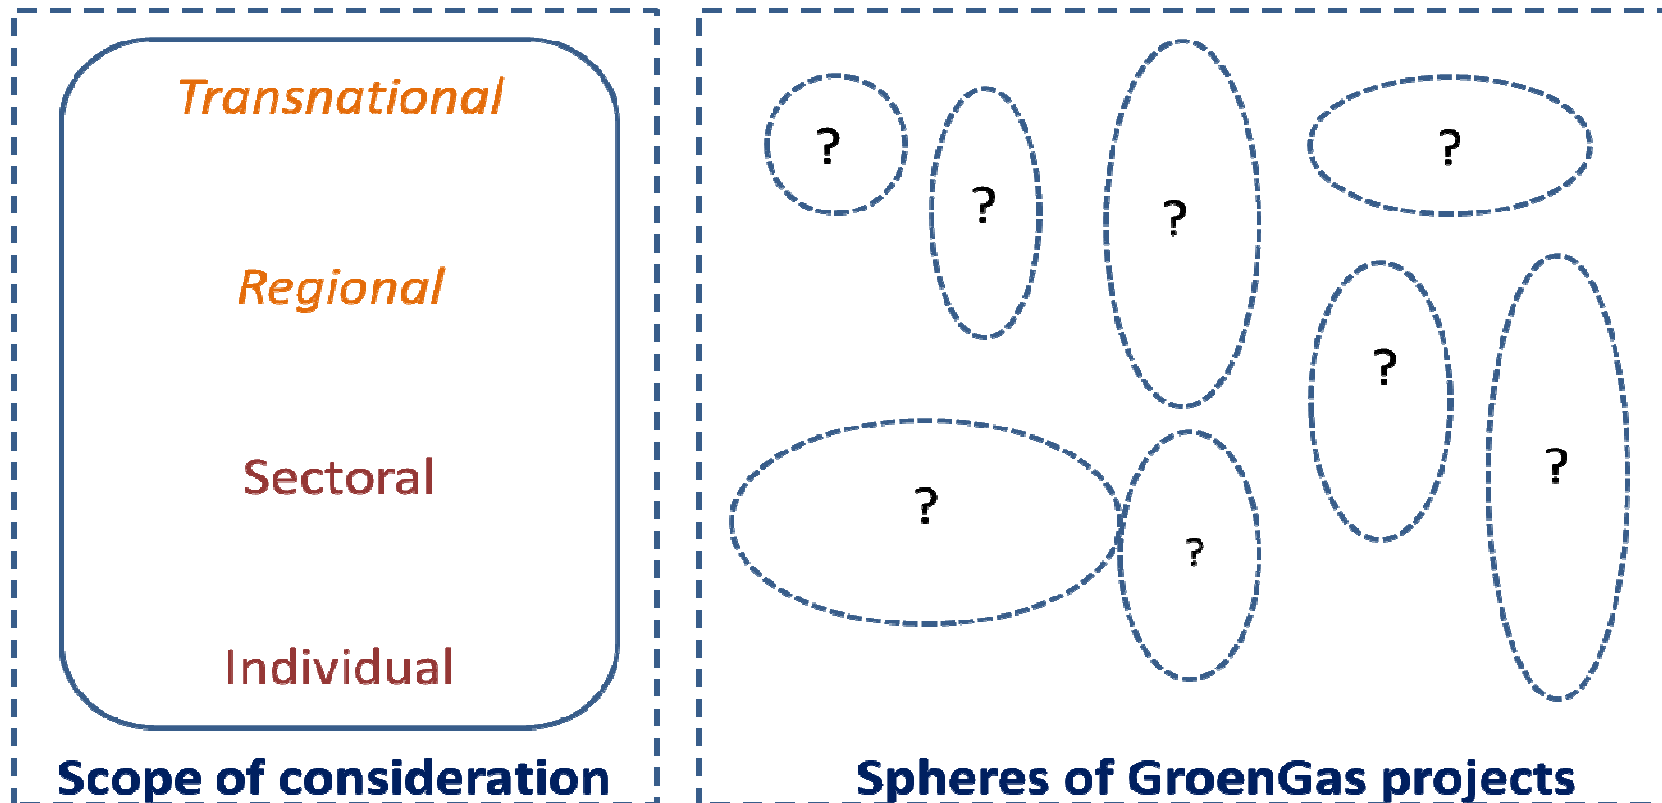 Transnational
Regional
Sectoral
Individual
Scope of consideration
?
?
?
?
?
?
?
?
Spheres of GroenGas projects